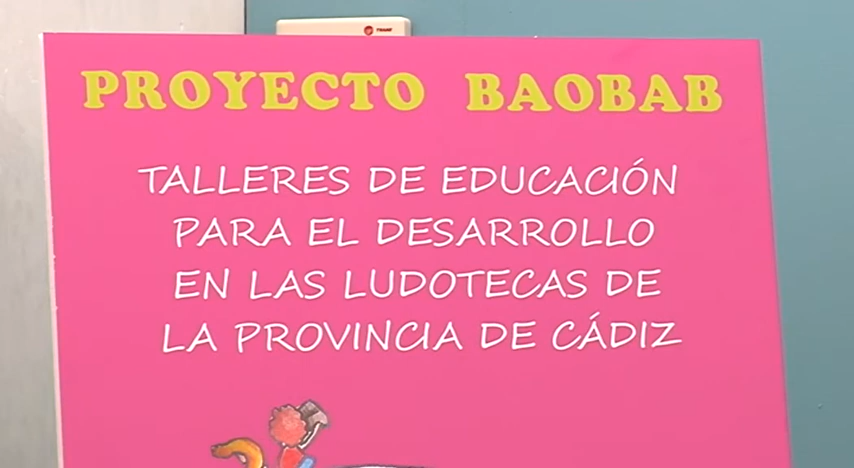 PROYECTO BAOBAB
TALLERES DE EDUCACIÓN
PARA EL DESARROLLO
EN LAS LUDOTECAS DE
LA PROVINCIA DE CÁDIZ